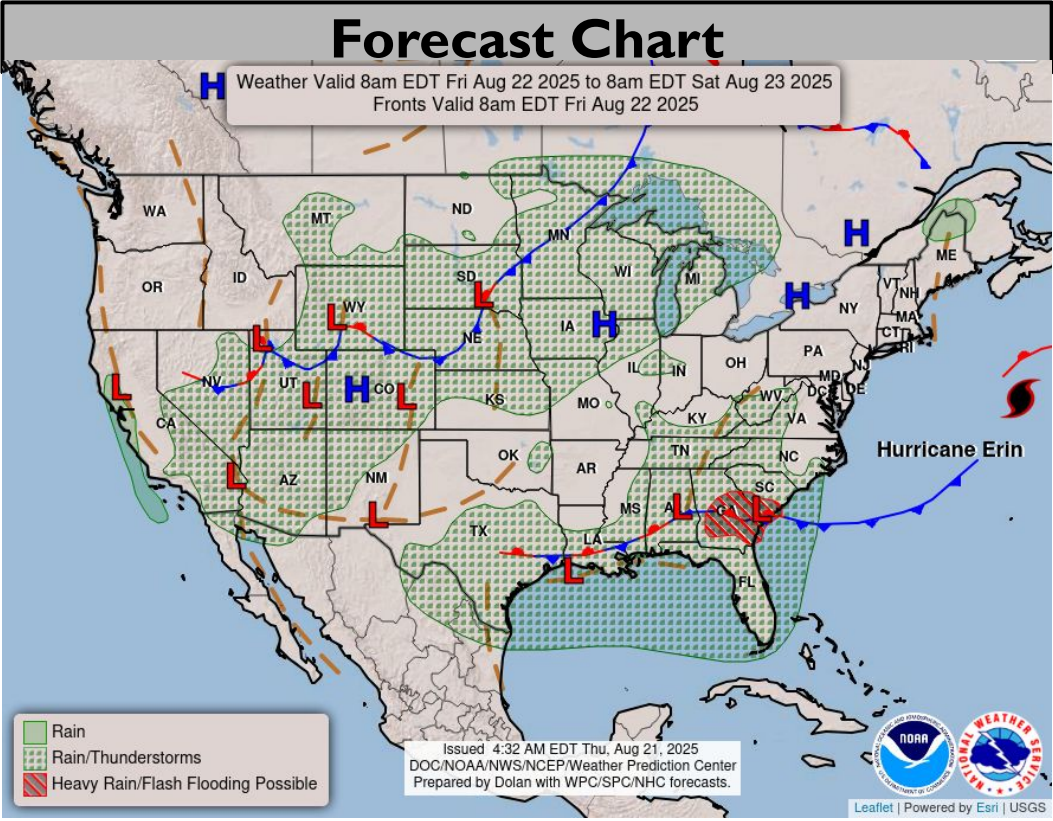 Forecast Chart
Weather Valid 8am EDT Fri Aug 22 2025 to 8am EDT Sat Aug 23 2025
Fronts Valid 8am EDT Fri Aug 22 2025
H
WA
MT
ND
MN
H
ME
OR
ID
SD
WI
MI
VT
NH
L
WY
L
L
NE
IA
H
H
NY
MA
CT
RI
PA
NJ
OH
IL
IN
MD
DE
DC
NV
UT
L
H
CO
L
KS
MO
WV
VA
KY
L
CA
TN
NC
Hurricane Erin
OK
AR
L
AZ
NM
L
MS
L
SC
GA
L
TX
LA
L
FL
Rain
Rain/Thunderstorms
Heavy Rain/Flash Flooding Possible
Issued 4:32 AM EDT Thu, Aug 21, 2025
DOC/NOAA/NWS/NCEP/Weather Prediction Center
Prepared by Dolan with WPC/SPC/NHC forecasts.
NOAA
NATIONAL WEATHER SERVICE
Leaflet | Powered by Esri | USGS